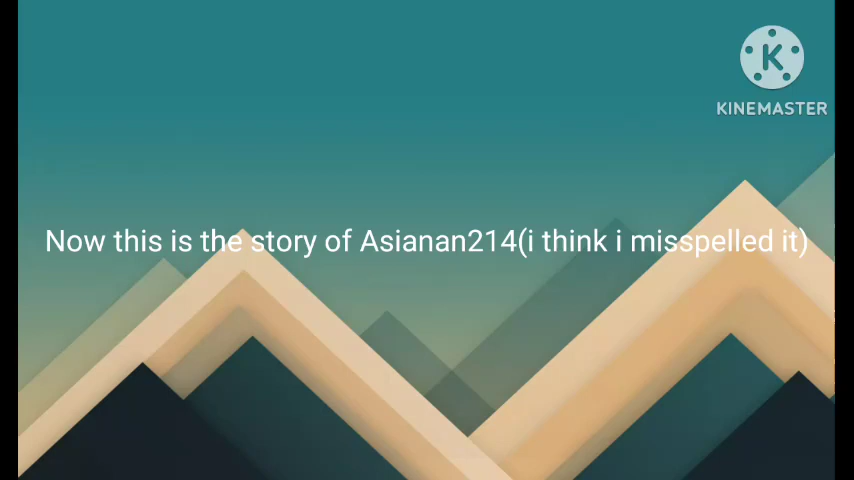 KINEMASTER
Now this is the story of Asianan214(i think i misspelled it)